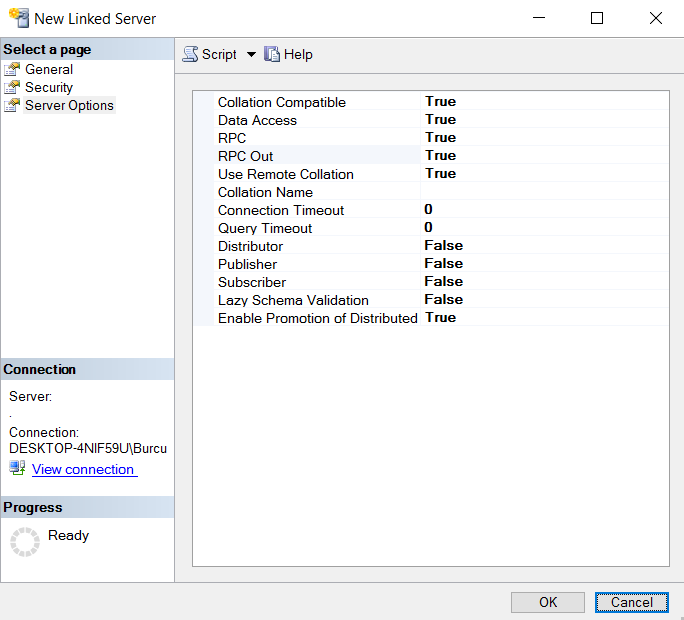 New Linked Server
Select a page
General
Security
Server Options
Script
Help
Collation Compatible True
Data Access True
RPC True
RPC Out True
Use Remote Collation True
Collation Name
Connection Timeout 0
Query Timeout 0
Distributor False
Publisher False
Subscriber False
Lazy Schema Validation False
Enable Promotion of Distributed True
Connection
Server:
.
Connection:
DESKTOP-4NIF59U\Burcu
View connection
Progress
Ready
OK
Cancel